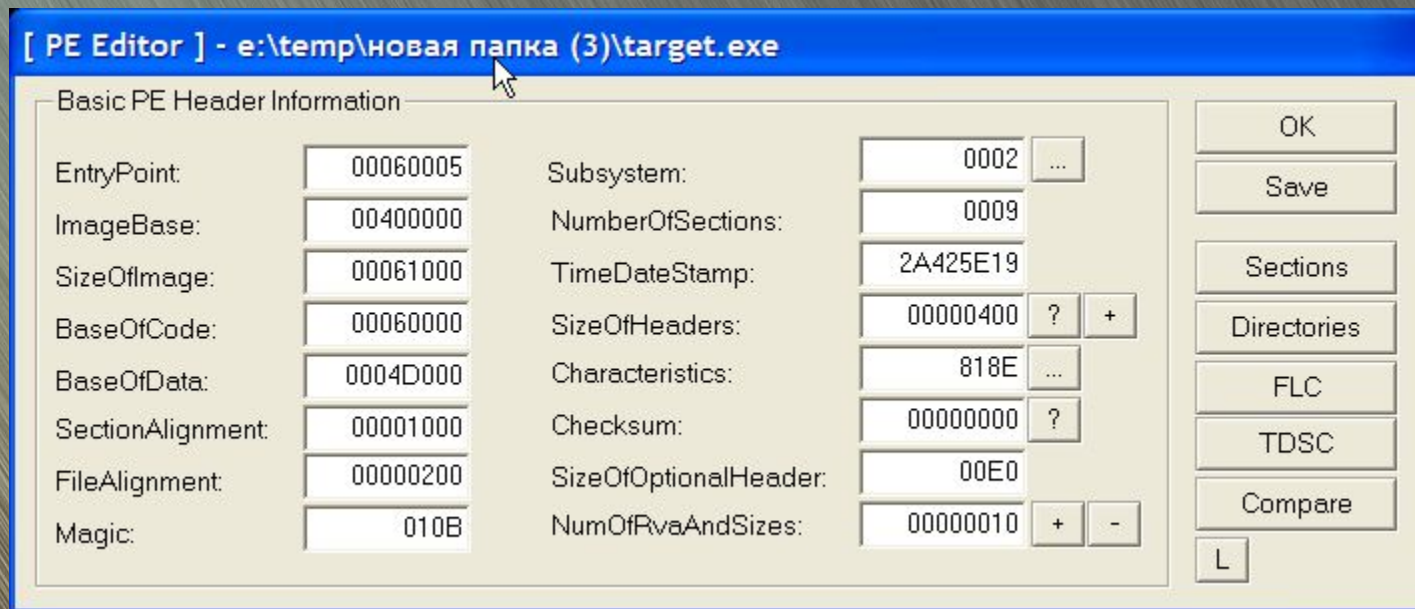 [ PE Editor ] - e:\temp\новая папка (3)\target.exe
Basic PE Header Information
EntryPoint: 00060005
ImageBase: 00400000
SizeOfImage: 00061000
BaseOfCode: 00060000
BaseOfData: 0004D000
SectionAlignment: 00001000
FileAlignment: 00000200
Magic: 010B
Subsystem: 0002 ...
NumberOfSections: 0009
TimeDateStamp: 2A425E19
SizeOfHeaders: 00000400 ? +
Characteristics: 818E ...
Checksum: 00000000 ?
SizeOfOptionalHeader: 00E0
NumOfRvaAndSizes: 00000010 + -
OK
Save
Sections
Directories
FLC
TDSC
Compare
L